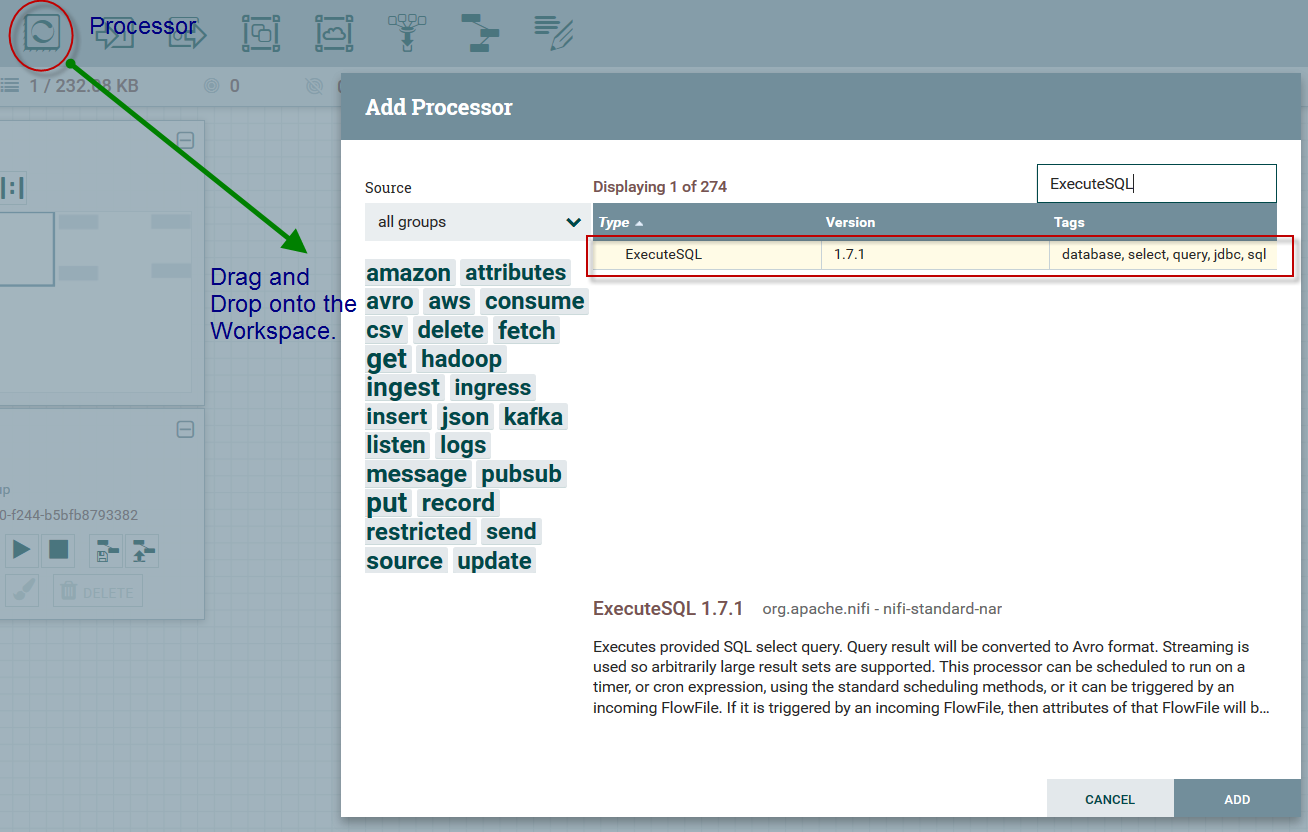 Processor
1 / 232.08 KB
0
Add Processor
Source
Displaying 1 of 274
ExecuteSQL
all groups
Type
Version
Tags
ExecuteSQL
1.7.1
database, select, query, jdbc, sql
Drag and
Drop onto the
Workspace.
amazon attributes
avro aws consume
csv delete fetch
get hadoop
ingest ingress
insert json kafka
listen logs
message pubsub
put record
restricted send
source update
0-f244-b5bfb8793382
DELETE
ExecuteSQL 1.7.1 org.apache.nifi - nifi-standard-nar
Executes provided SQL select query. Query result will be converted to Avro format. Streaming is
used so arbitrarily large result sets are supported. This processor can be scheduled to run on a
timer, or cron expression, using the standard scheduling methods, or it can be triggered by an
incoming FlowFile. If it is triggered by an incoming FlowFile, then attributes of that FlowFile will b...
CANCEL
ADD